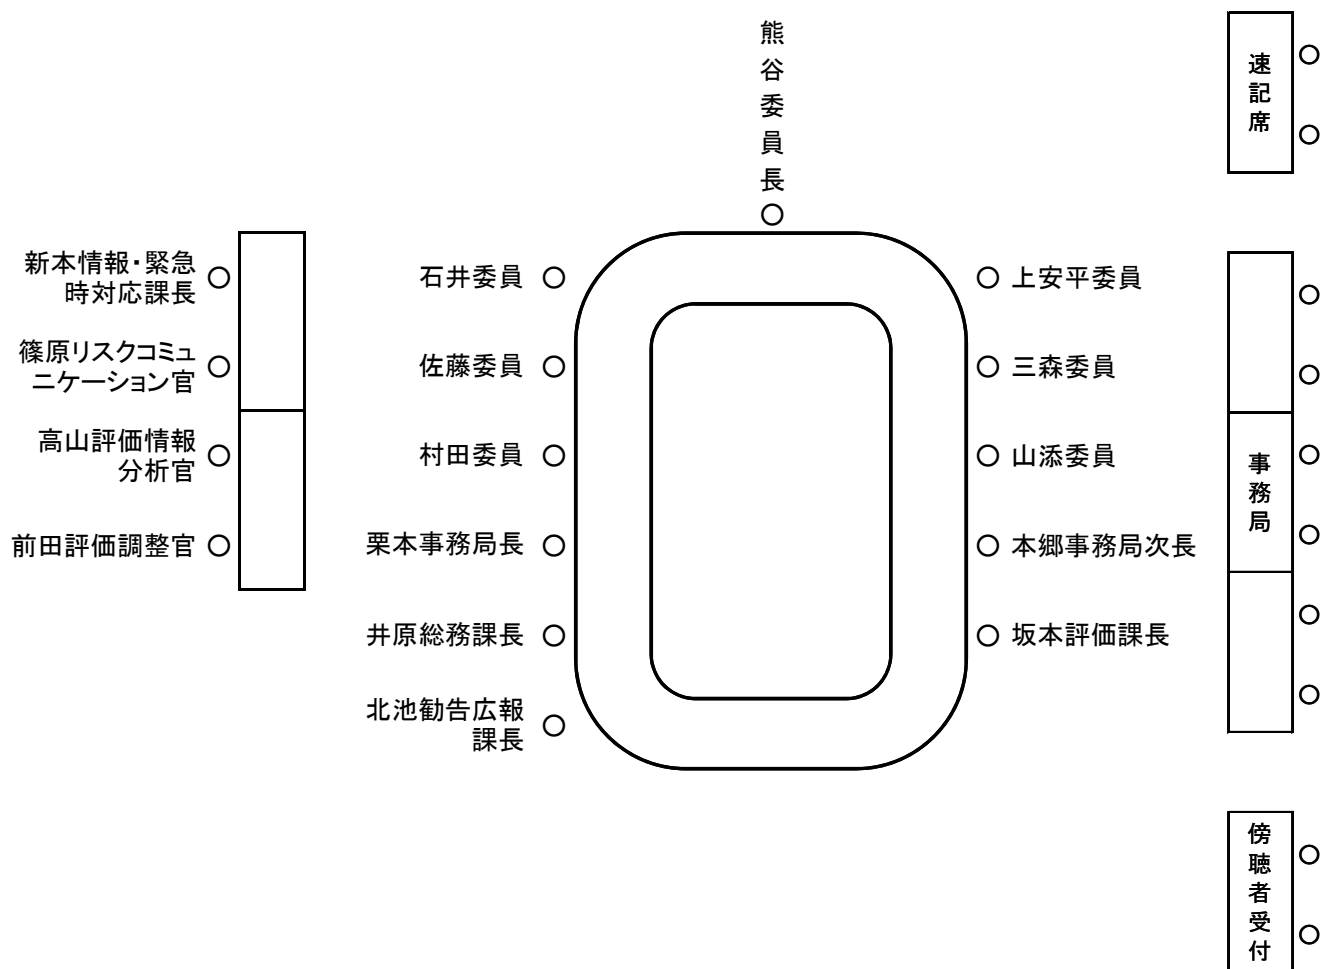 熊谷委員長
速記席
新本情報・緊急
時対応課長
篠原リスクコミュ
ニケーション官
高山評価情報
分析官
前田評価調整官
石井委員
佐藤委員
村田委員
栗本事務局長
井原総務課長
北池勧告広報
課長
上安平委員
三森委員
山添委員
本郷事務局次長
坂本評価課長
事務局
傍聴者受付